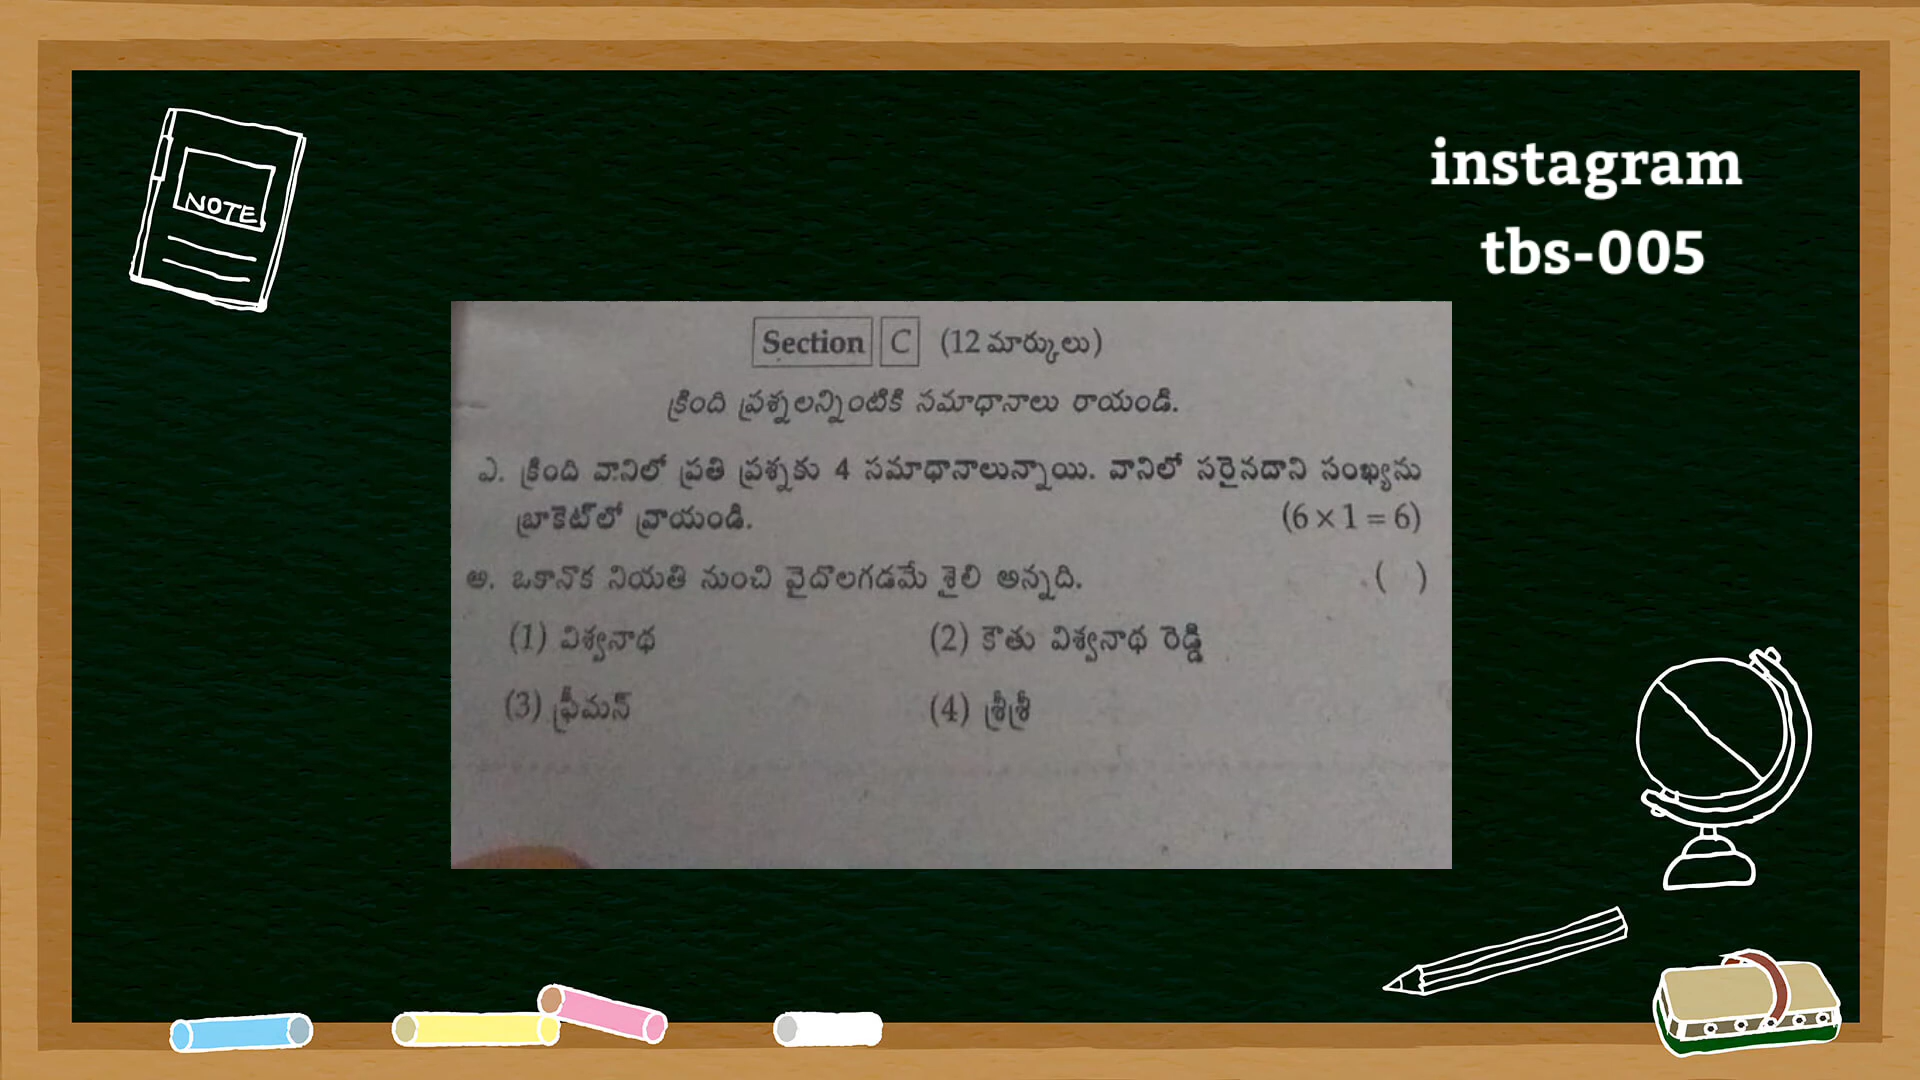 NOTE
instagram
tbs-005
Section C (12 మార్కులు)
క్రింది ప్రశ్నలన్నింటికి సమాధానాలు రాయండి.
ఎ. క్రింది వానిలో ప్రతి ప్రశ్నకు 4 సమాధానాలున్నాయి. వానిలో సరైనదాని సంఖ్యను
బ్రాకెట్‌లో వ్రాయండి. (6 × 1 = 6)
అ. ఒకానొక నియతి నుంచి వైదొలగడమే శైలి అన్నది. ( )
(1) విశ్వనాథ (2) కౌతు విశ్వనాథ రెడ్డి
(3) ఫ్రీమన్ (4) శ్రీశ్రీ